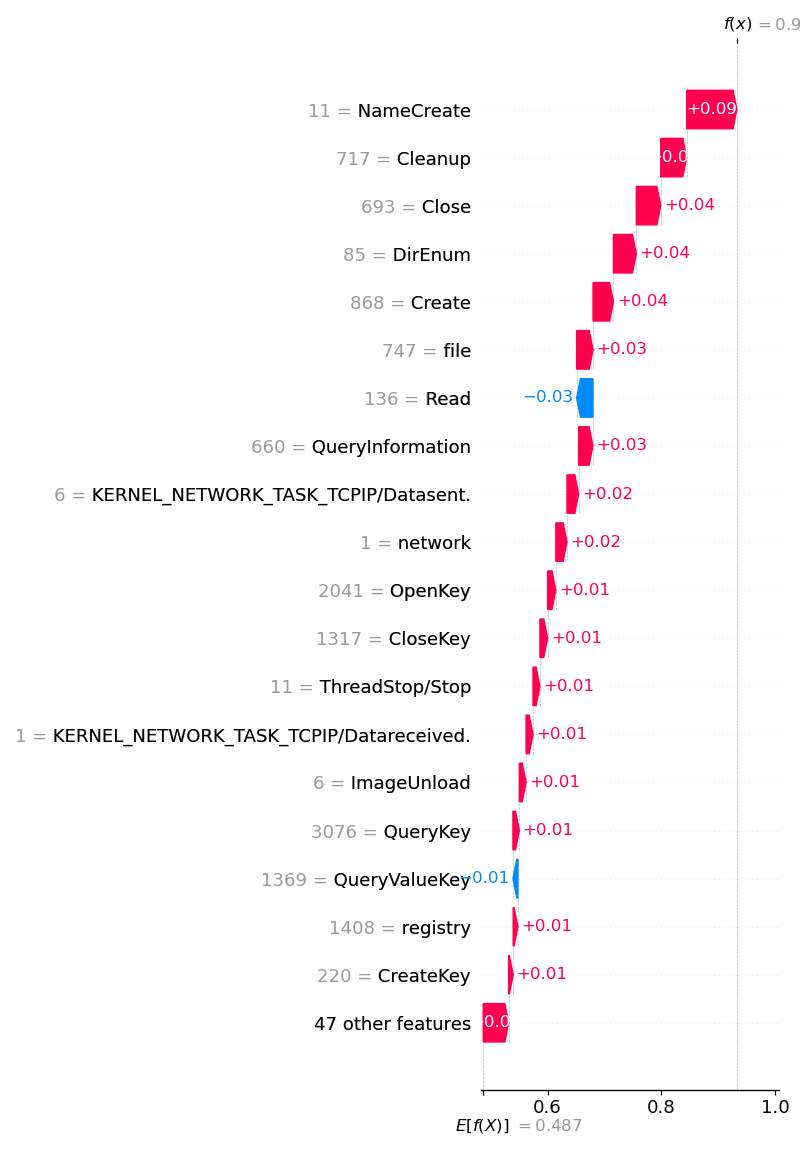 f(x) = 0.9
11 = NameCreate +0.09
717 = Cleanup
693 = Close +0.04
85 = DirEnum +0.04
868 = Create +0.04
747 = file +0.03
136 = Read −0.03
660 = QueryInformation +0.03
6 = KERNEL_NETWORK_TASK_TCPIP/Datasent. +0.02
1 = network +0.02
2041 = OpenKey +0.01
1317 = CloseKey +0.01
11 = ThreadStop/Stop +0.01
1 = KERNEL_NETWORK_TASK_TCPIP/Datareceived. +0.01
6 = ImageUnload +0.01
3076 = QueryKey +0.01
1369 = QueryValueKey −0.01
1408 = registry +0.01
220 = CreateKey +0.01
47 other features
0.6 0.8 1.0
E[f(X)] = 0.487